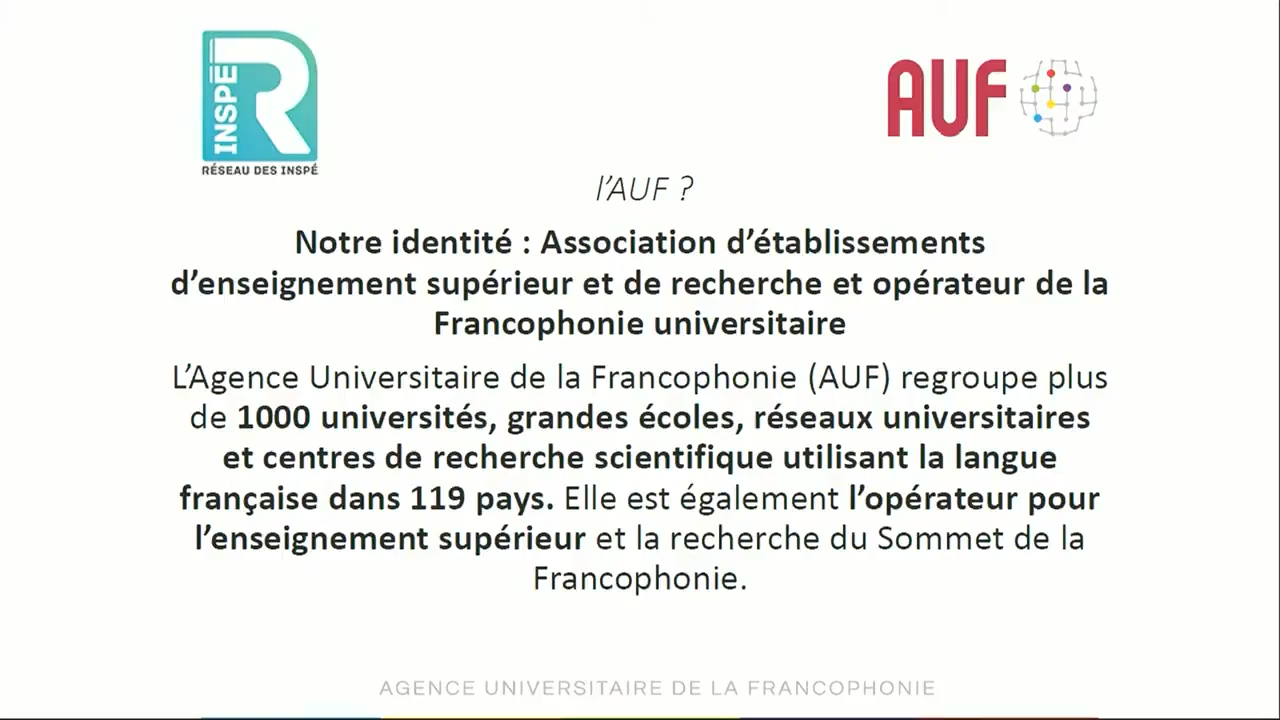 INSPÉ
R
RÉSEAU DES INSPÉ
AUF
l’AUF ?
Notre identité : Association d’établissements
d’enseignement supérieur et de recherche et opérateur de la
Francophonie universitaire
L’Agence Universitaire de la Francophonie (AUF) regroupe plus
de 1000 universités, grandes écoles, réseaux universitaires
et centres de recherche scientifique utilisant la langue
française dans 119 pays. Elle est également l’opérateur pour
l’enseignement supérieur et la recherche du Sommet de la
Francophonie.
AGENCE UNIVERSITAIRE DE LA FRANCOPHONIE